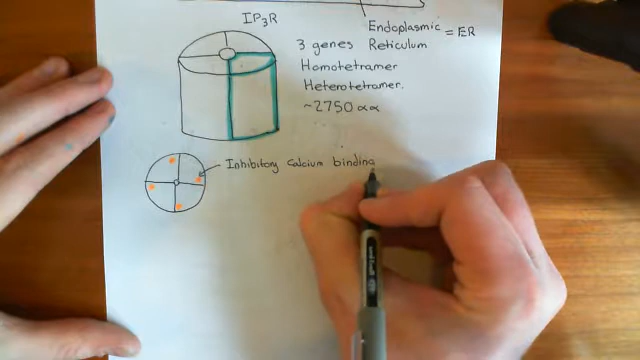 IP3R
Endoplasmic = ER
Reticulum
3 genes
Homotetramer
Heterotetramer.
~2750 αα
Inhibitory Calcium binding